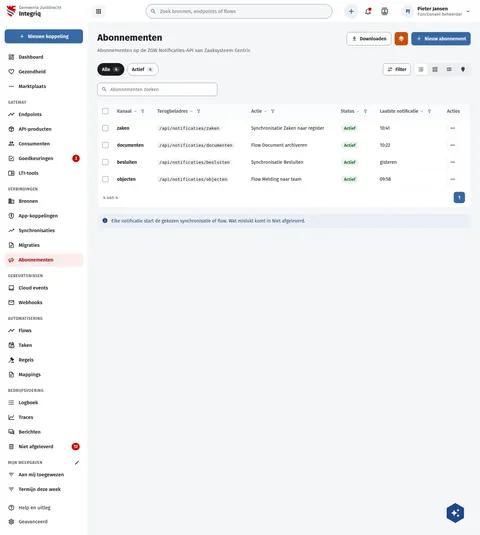 Gemeente Zuiddrecht
Integriq
Zoek bronnen, endpoints of flows
PJ
Pieter Jansen
Functioneel Beheerder
+ Nieuwe koppeling
Dashboard
Gezondheid
Marktplaats
GATEWAY
Endpoints
API-producten
Consumenten
Goedkeuringen
LTI-tools
VERBINDINGEN
Bronnen
App-koppelingen
Synchronisaties
Migraties
Abonnementen
GEBEURTENISSEN
Cloud events
Webhooks
AUTOMATISERING
Flows
Taken
Regels
Mappings
BEDRIJFSVOERING
Logboek
Traces
Berichten
Niet afgeleverd
MIJN WEERGAVEN
Aan mij toegewezen
Termijn deze week
Help en uitleg
Geavanceerd
Abonnementen
Abonnementen op de ZGW Notificaties-API van Zaaksysteem Centric
Downloaden
+ Nieuw abonnement
Alle 4
Actief 4
Filter
Abonnementen zoeken
Kanaal Terugbeladres Actie Status Laatste notificatie Acties
zaken /api/notificaties/zaken Synchronisatie Zaken naar register Actief 10:41
documenten /api/notificaties/documenten Flow Document archiveren Actief 10:22
besluiten /api/notificaties/besluiten Synchronisatie Besluiten Actief gisteren
objecten /api/notificaties/objecten Flow Melding naar team Actief 09:58
4 van 4
1
Elke notificatie start de gekozen synchronisatie of flow. Wat mislukt komt in Niet afgeleverd.